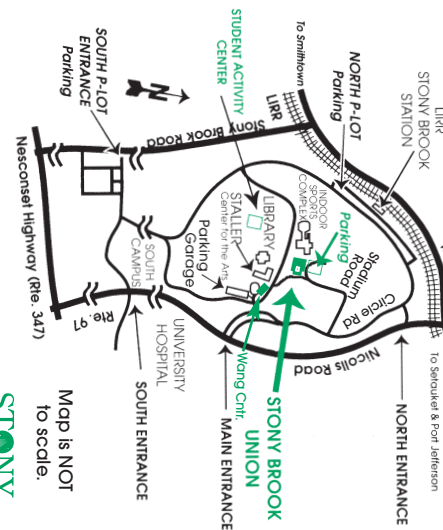 To Setauket & Port Jefferson
NORTH ENTRANCE
LIRR
STONY BROOK
STATION
Nicolls Road
Circle Rd
Stadium
Road
NORTH P-LOT
Parking
Parking
INDOOR
SPORTS
COMPLEX
To Smithtown
LIRR
STONY BROOK
UNION
Wang Cntr.
MAIN ENTRANCE
STUDENT ACTIVITY
CENTER
LIBRARY
STALLER
Center for the Arts
Parking
Garage
Stony Brook Road
UNIVERSITY
HOSPITAL
SOUTH
CAMPUS
SOUTH ENTRANCE
SOUTH P-LOT
ENTRANCE
Parking
N
Rte. 97
Nesconset Highway (Rte. 347)
Map is NOT
to scale.
STONY